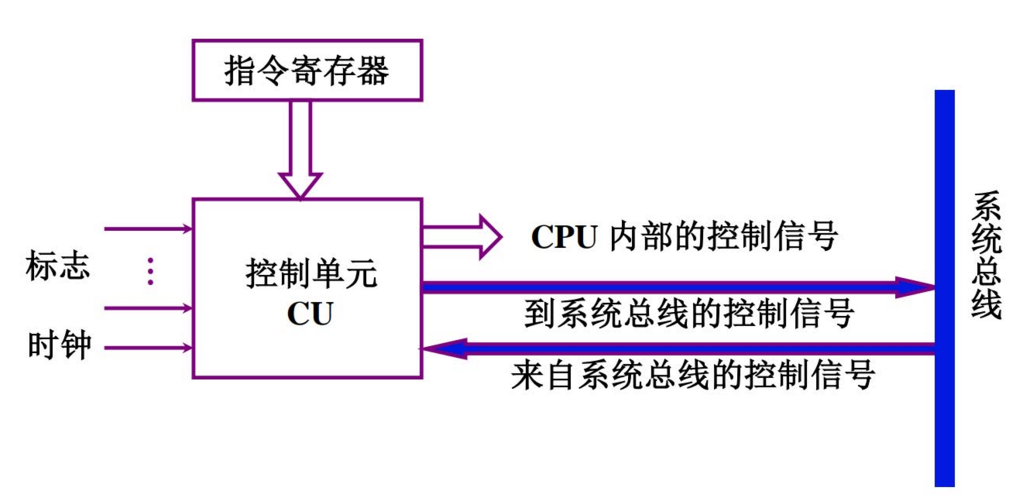 指令寄存器
标志
时钟
控制单元
CU
CPU 内部的控制信号
到系统总线的控制信号
来自系统总线的控制信号
系统总线